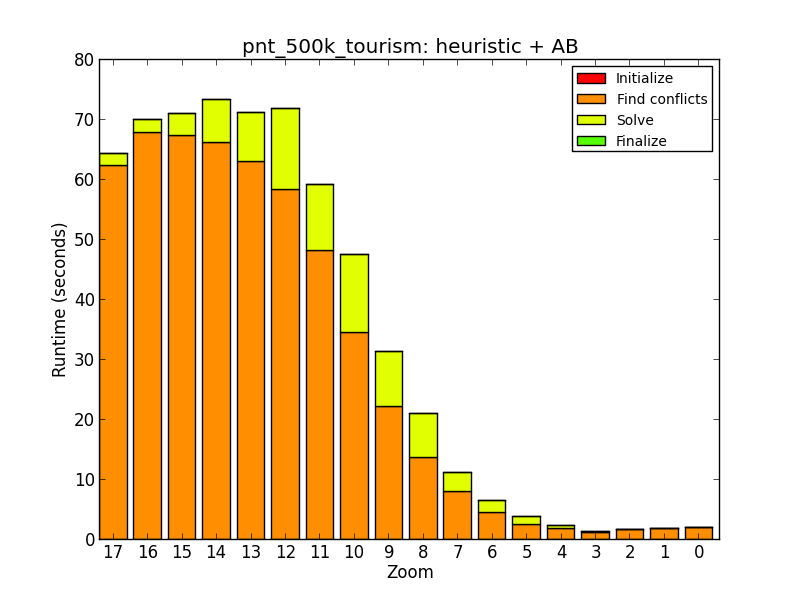 pnt_500k_tourism: heuristic + AB
Initialize
Find conflicts
Solve
Finalize
80
70
60
50
40
30
20
10
0
Runtime (seconds)
17 16 15 14 13 12 11 10 9 8 7 6 5 4 3 2 1 0
Zoom